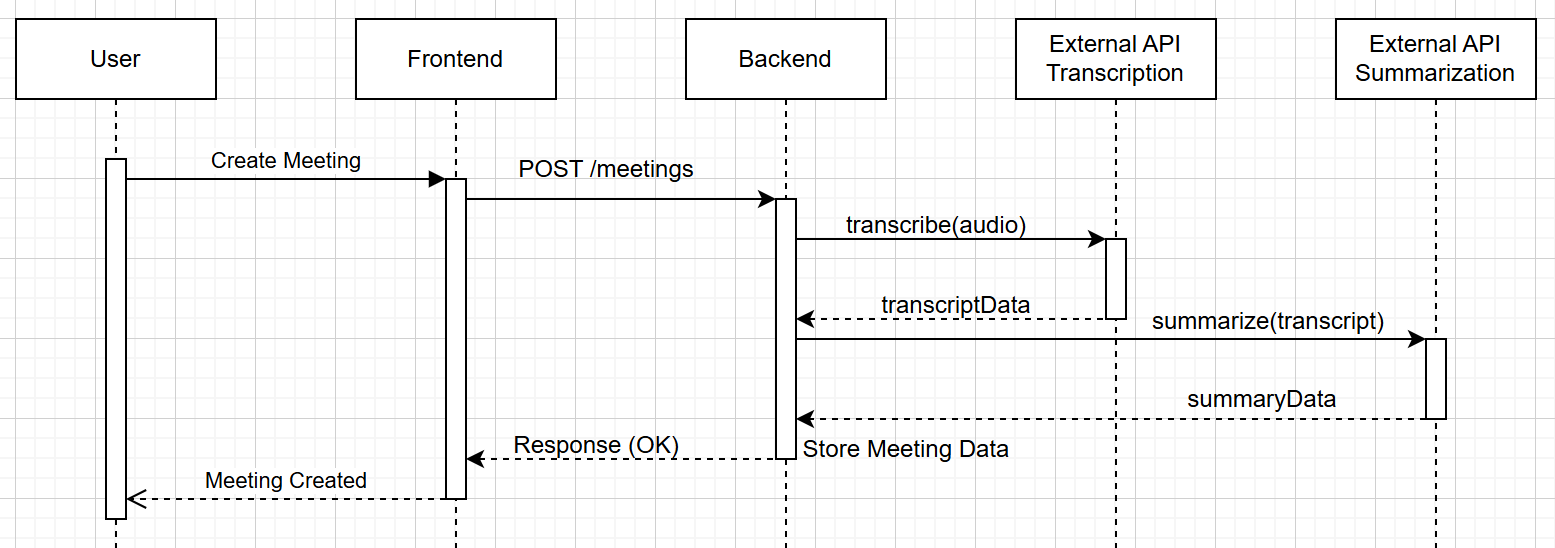 User
Frontend
Backend
External API
Transcription
External API
Summarization
Create Meeting
POST /meetings
transcribe(audio)
transcriptData
summarize(transcript)
summaryData
Response (OK)
Store Meeting Data
Meeting Created